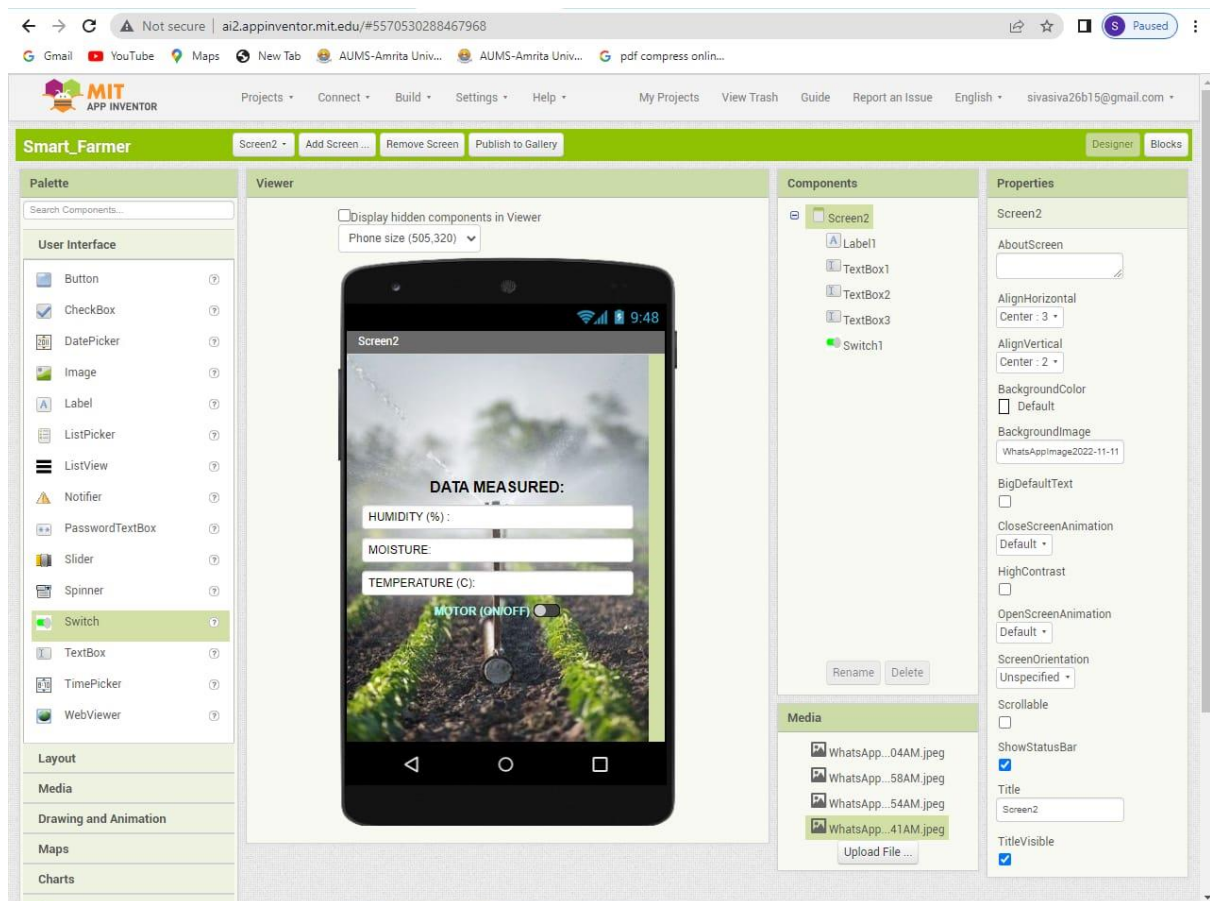 Not secure | ai2.appinventor.mit.edu/#5570530288467968
S Paused
Gmail YouTube Maps New Tab AUMS-Amrita Univ... AUMS-Amrita Univ... pdf compress onlin...
MIT
APP INVENTOR
Projects Connect Build Settings Help My Projects View Trash Guide Report an Issue English sivasiva26b15@gmail.com
Smart_Farmer
Screen2 Add Screen ... Remove Screen Publish to Gallery
Designer Blocks
Palette
Search Components...
User Interface
Button
CheckBox
DatePicker
Image
Label
ListPicker
ListView
Notifier
PasswordTextBox
Slider
Spinner
Switch
TextBox
TimePicker
WebViewer
Layout
Media
Drawing and Animation
Maps
Charts
Viewer
Display hidden components in Viewer
Phone size (505,320)
9:48
Screen2
DATA MEASURED:
HUMIDITY (%) :
MOISTURE:
TEMPERATURE (C):
MOTOR (ON/OFF)
Components
Screen2
Label1
TextBox1
TextBox2
TextBox3
Switch1
Rename Delete
Media
WhatsApp...04AM.jpeg
WhatsApp...58AM.jpeg
WhatsApp...54AM.jpeg
WhatsApp...41AM.jpeg
Upload File ...
Properties
Screen2
AboutScreen
AlignHorizontal
Center : 3
AlignVertical
Center : 2
BackgroundColor
Default
BackgroundImage
WhatsAppImage2022-11-11
BigDefaultText
CloseScreenAnimation
Default
HighContrast
OpenScreenAnimation
Default
ScreenOrientation
Unspecified
Scrollable
ShowStatusBar
Title
Screen2
TitleVisible